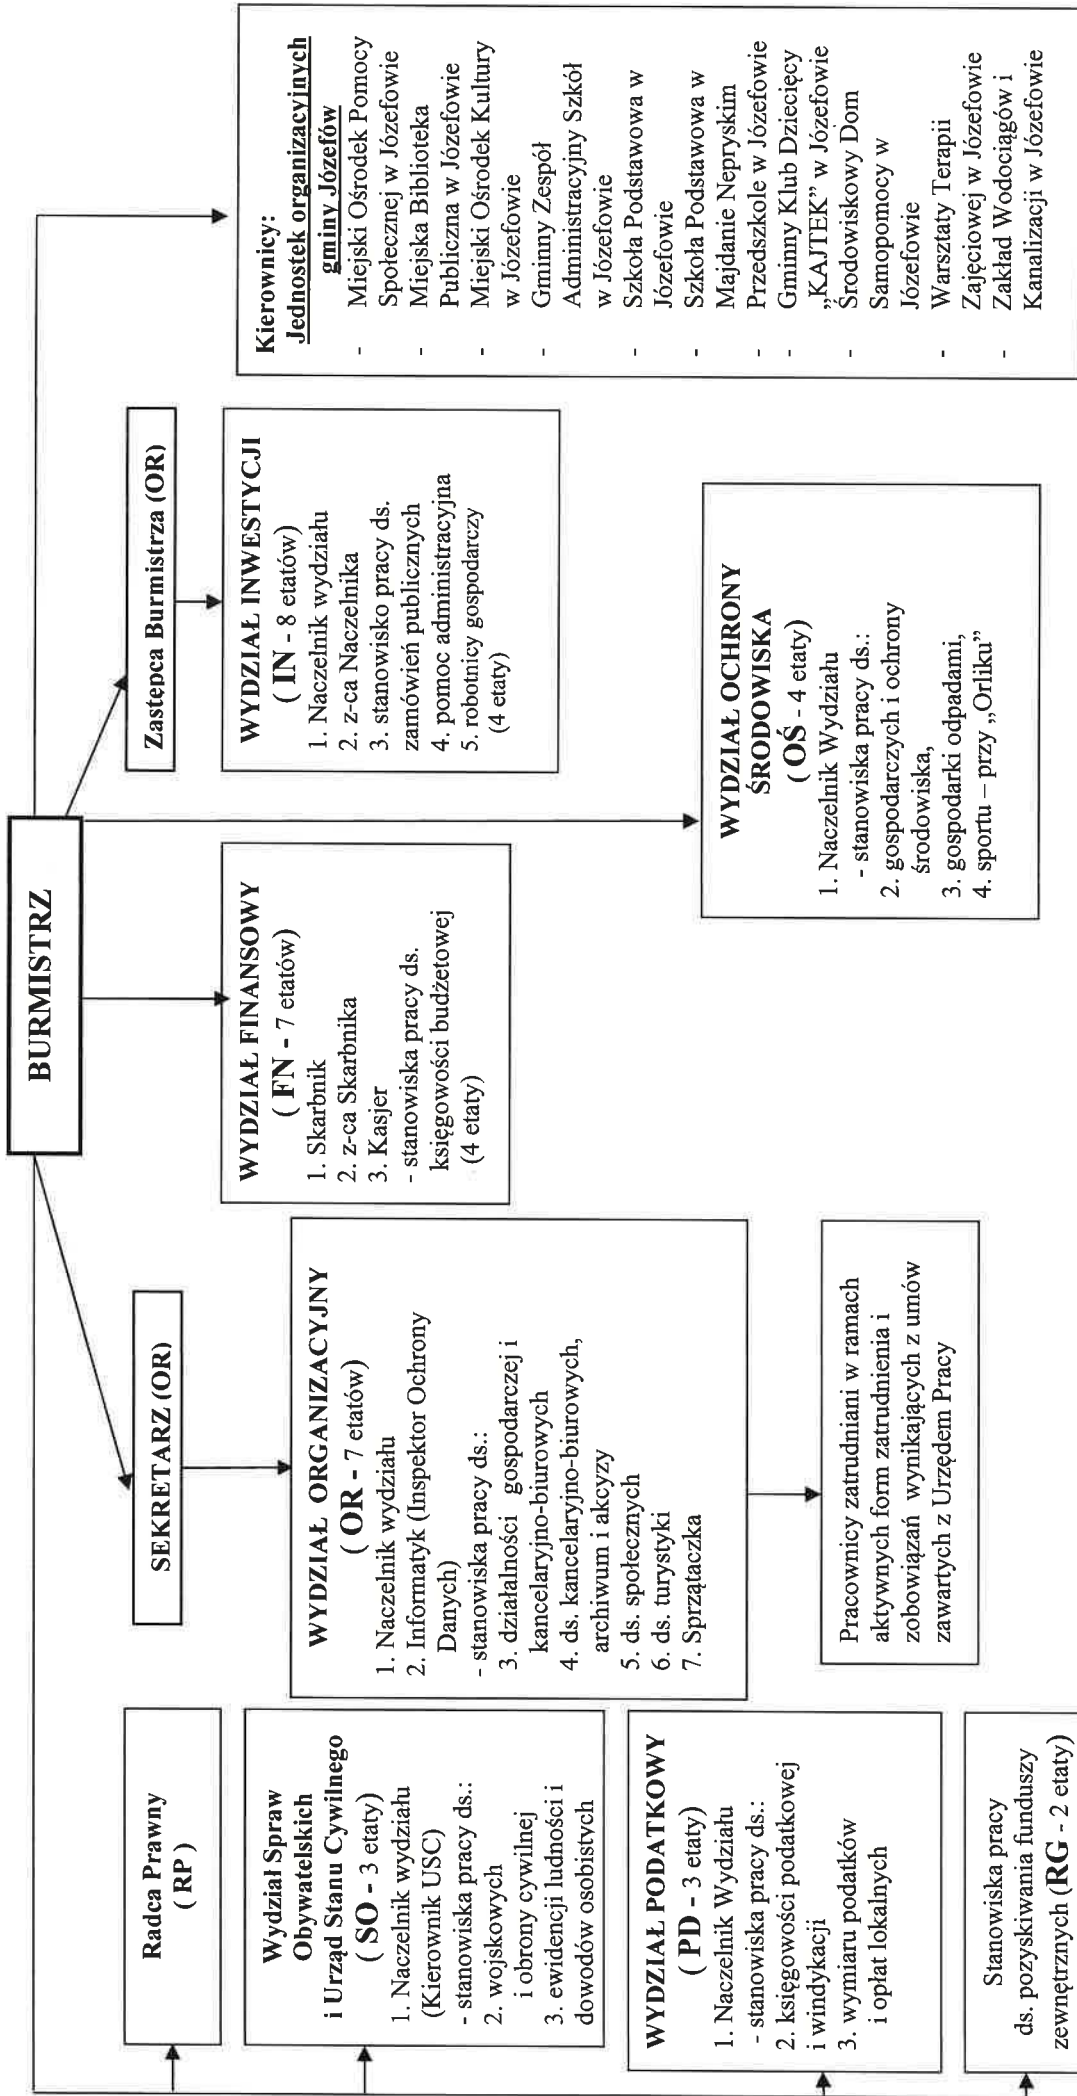 BURMISTRZ
Radca Prawny
( RP )
SEKRETARZ (OR)
Zastępca Burmistrza (OR)
Wydział Spraw
Obywatelskich
i Urząd Stanu Cywilnego
( SO - 3 etaty)
1. Naczelnik wydziału
(Kierownik USC)
- stanowiska pracy ds.:
2. wojskowych
i obrony cywilnej
3. ewidencji ludności i
dowodów osobistych
WYDZIAŁ PODATKOWY
( PD - 3 etaty)
1. Naczelnik Wydziału
- stanowiska pracy ds.:
2. księgowości podatkowej
i windykacji
3. wymiaru podatków
i opłat lokalnych
Stanowiska pracy
ds. pozyskiwania funduszy
zewnętrznych (RG - 2 etaty)
WYDZIAŁ ORGANIZACYJNY
( OR - 7 etatów)
1. Naczelnik wydziału
2. Informatyk (Inspektor Ochrony
Danych)
- stanowiska pracy ds.:
3. działalności gospodarczej i
kancelaryjno-biurowych
4. ds. kancelaryjno-biurowych,
archiwum i akcyzy
5. ds. społecznych
6. ds. turystyki
7. Sprzątaczka
Pracownicy zatrudniani w ramach
aktywnych form zatrudnienia i
zobowiązań wynikających z umów
zawartych z Urzędem Pracy
WYDZIAŁ FINANSOWY
( FN - 7 etatów)
1. Skarbnik
2. z-ca Skarbnika
3. Kasjer
- stanowiska pracy ds.
księgowości budżetowej
(4 etaty)
WYDZIAŁ INWESTYCJI
( IN - 8 etatów)
1. Naczelnik wydziału
2. z-ca Naczelnika
3. stanowisko pracy ds.
zamówień publicznych
4. pomoc administracyjna
5. robotnicy gospodarczy
(4 etaty)
WYDZIAŁ OCHRONY
ŚRODOWISKA
( OŚ - 4 etaty)
1. Naczelnik Wydziału
- stanowiska pracy ds.:
2. gospodarczych i ochrony
środowiska,
3. gospodarki odpadami,
4. sportu – przy „Orliku”
Kierownicy:
Jednostek organizacyjnych
gminy Józefów
- Miejski Ośrodek Pomocy
Społecznej w Józefowie
- Miejska Biblioteka
Publiczna w Józefowie
- Miejski Ośrodek Kultury
w Józefowie
- Gminny Zespół
Administracyjny Szkół
w Józefowie
- Szkoła Podstawowa w
Józefowie
- Szkoła Podstawowa w
Majdanie Nepryskim
- Przedszkole w Józefowie
- Gminny Klub Dziecięcy
„KAJTEK” w Józefowie
- Środowiskowy Dom
Samopomocy w
Józefowie
- Warsztaty Terapii
Zajęciowej w Józefowie
- Zakład Wodociągów i
Kanalizacji w Józefowie